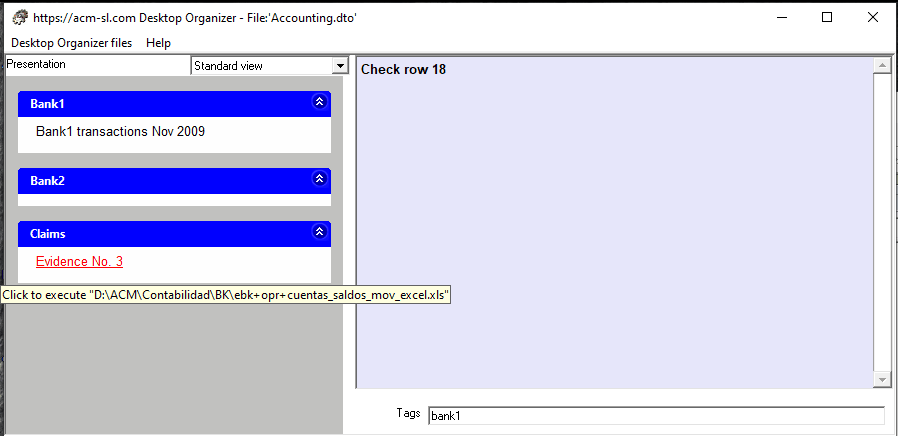 https://acm-sl.com Desktop Organizer - File:'Accounting.dto'
Desktop Organizer files Help
Presentation Standard view
Check row 18
Bank1
Bank1 transactions Nov 2009
Bank2
Claims
Evidence No. 3
Click to execute "D:\ACM\Contabilidad\BK\ebk+opr+cuentas_saldos_mov_excel.xls"
Tags bank1